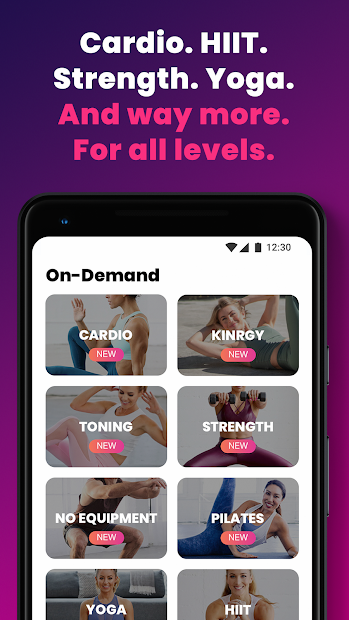 Cardio. HIIT.
Strength. Yoga.
And way more.
For all levels.
12:30
On-Demand
CARDIO
NEW
KINRGY
NEW
TONING
NEW
STRENGTH
NEW
NO EQUIPMENT
NEW
PILATES
NEW
YOGA
HIIT